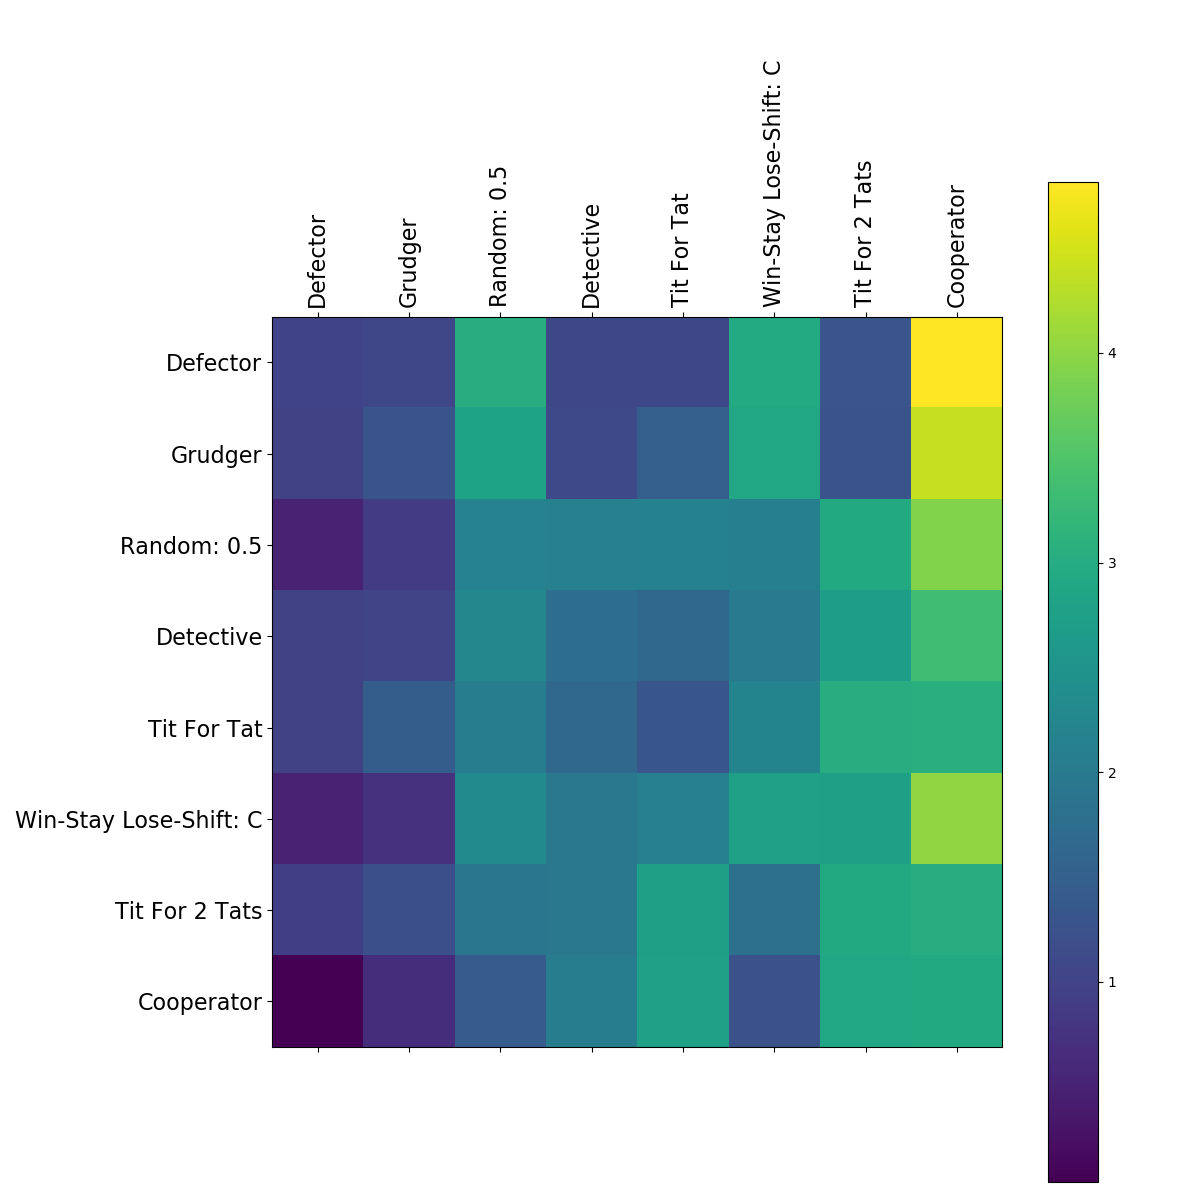 Defector
Grudger
Random: 0.5
Detective
Tit For Tat
Win-Stay Lose-Shift: C
Tit For 2 Tats
Cooperator
Defector
Grudger
Random: 0.5
Detective
Tit For Tat
Win-Stay Lose-Shift: C
Tit For 2 Tats
Cooperator
4
3
2
1